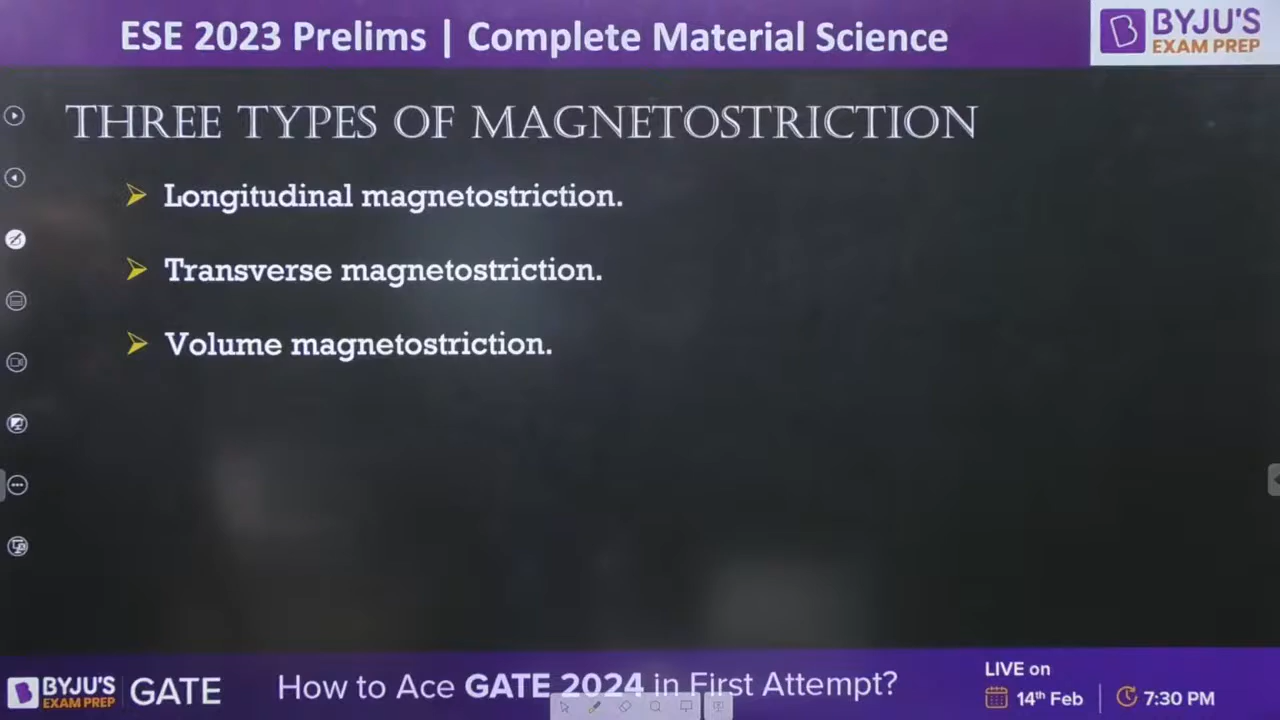 ESE 2023 Prelims | Complete Material Science
BYJU'S
EXAM PREP
THREE TYPES OF MAGNETOSTRICTION
➢ Longitudinal magnetostriction.
➢ Transverse magnetostriction.
➢ Volume magnetostriction.
BYJU'S
EXAM PREP
GATE
How to Ace GATE 2024 in First Attempt?
LIVE on
14th Feb
7:30 PM